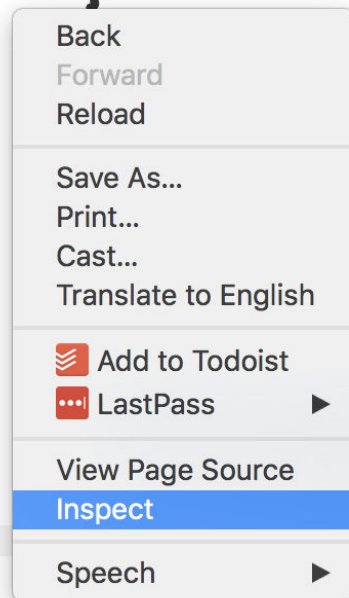 Back
Forward
Reload
Save As...
Print...
Cast...
Translate to English
Add to Todoist
LastPass
View Page Source
Inspect
Speech